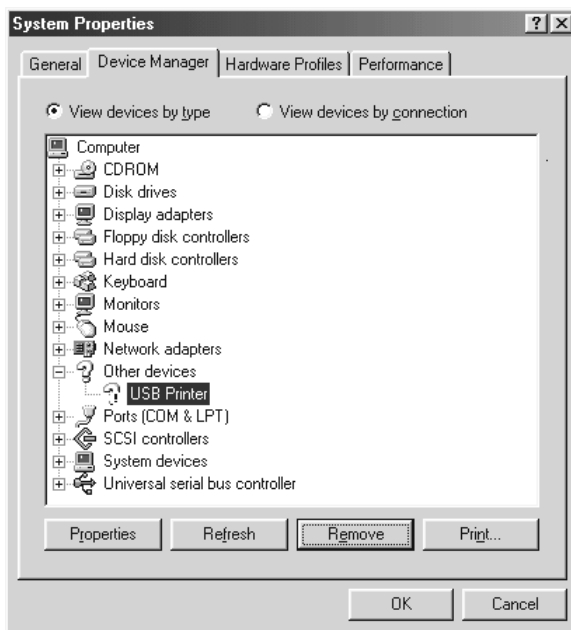 System Properties
General Device Manager Hardware Profiles Performance
View devices by type View devices by connection
Computer
CDROM
Disk drives
Display adapters
Floppy disk controllers
Hard disk controllers
Keyboard
Monitors
Mouse
Network adapters
Other devices
USB Printer
Ports (COM & LPT)
SCSI controllers
System devices
Universal serial bus controller
Properties Refresh Remove Print...
OK Cancel